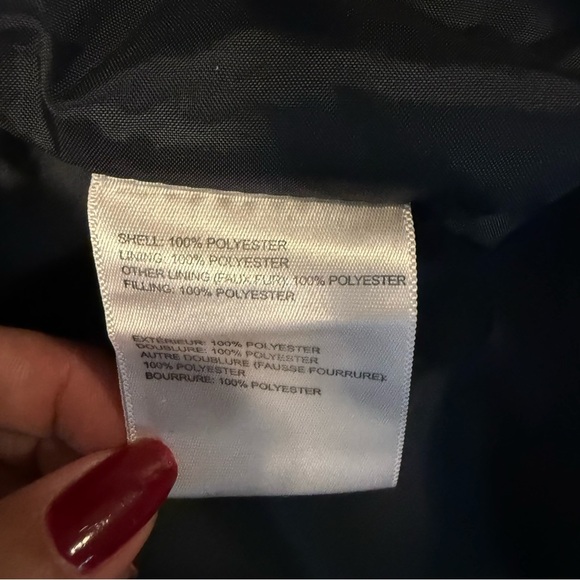 SHELL: 100% POLYESTER
LINING: 100% POLYESTER
OTHER LINING (FAUX FUR): 100% POLYESTER
FILLING: 100% POLYESTER
EXTÉRIEUR: 100% POLYESTER
DOUBLURE: 100% POLYESTER
AUTRE DOUBLURE (FAUSSE FOURRURE):
100% POLYESTER
BOURRURE: 100% POLYESTER